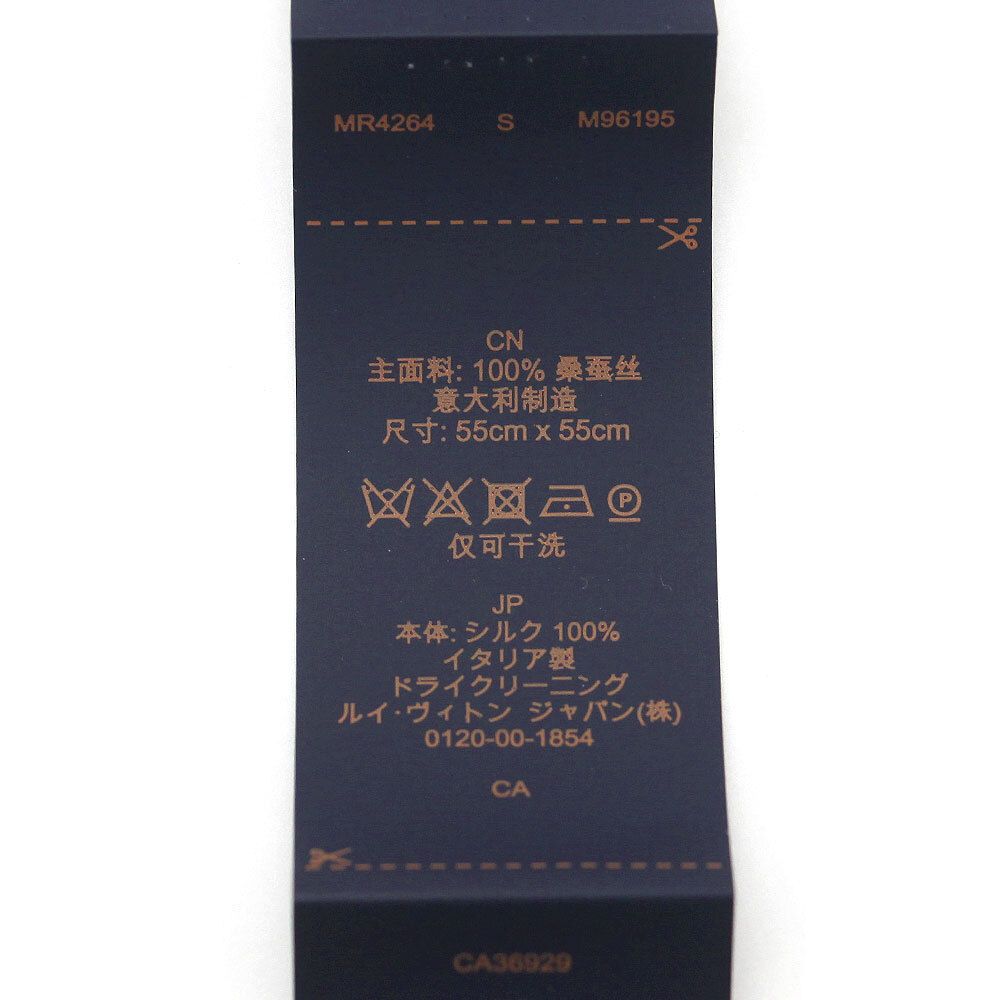 MR4264 S M96195
CN
主面料: 100% 桑蚕丝
意大利制造
尺寸: 55cm x 55cm
P
仅可干洗
JP
本体: シルク 100%
イタリア製
ドライクリーニング
ルイ·ヴィトン ジャパン(株)
0120-00-1854
CA
CA36929